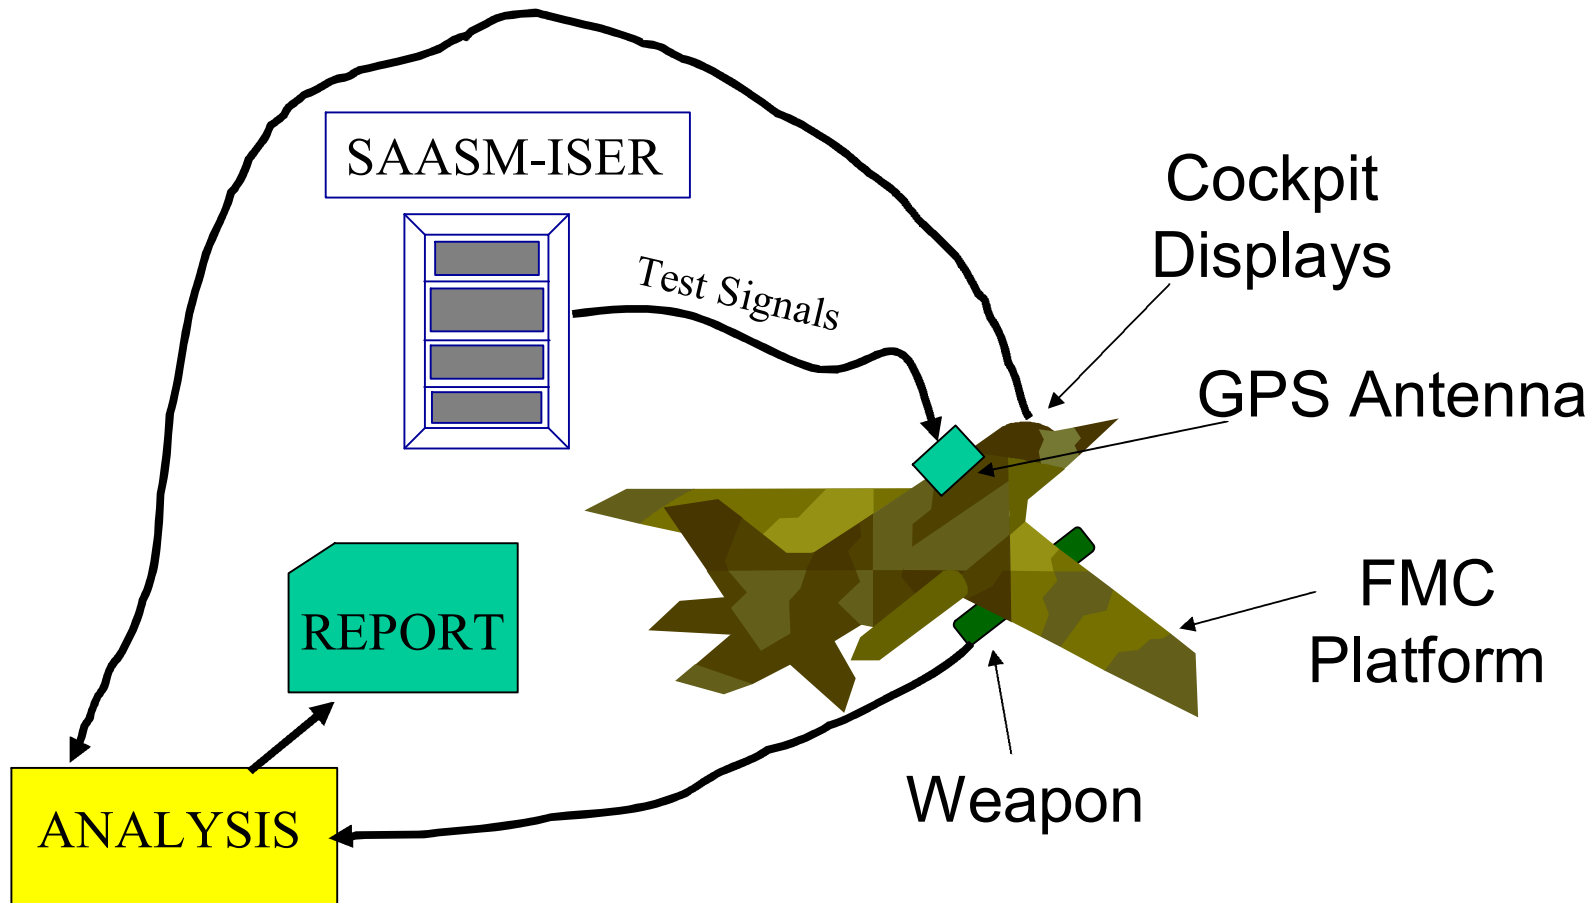 SAASM-ISER
Test Signals
Cockpit
Displays
GPS Antenna
FMC
Platform
Weapon
REPORT
ANALYSIS